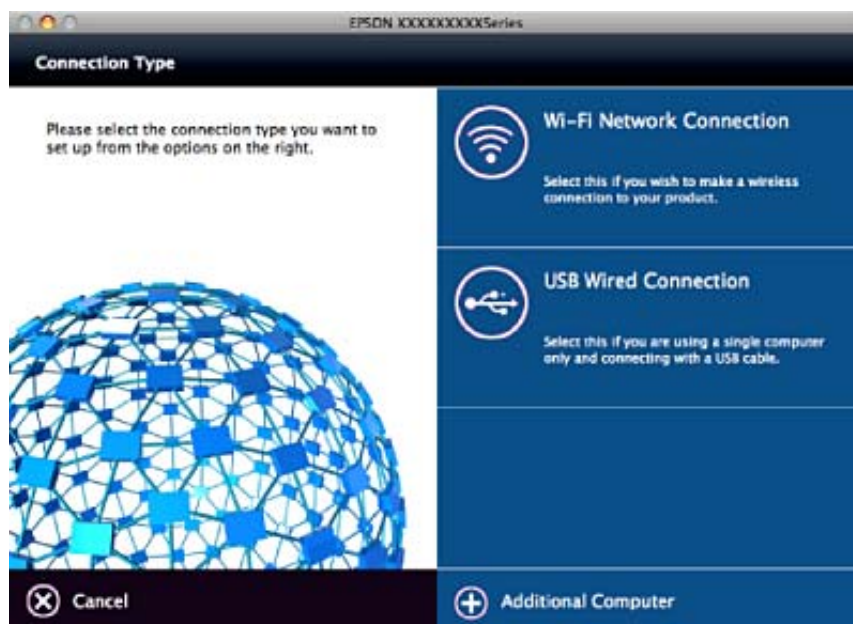 EPSON XXXXXXXXXSeries
Connection Type
Please select the connection type you want to
set up from the options on the right.
Wi-Fi Network Connection
Select this if you wish to make a wireless
connection to your product.
USB Wired Connection
Select this if you are using a single computer
only and connecting with a USB cable.
Cancel
Additional Computer